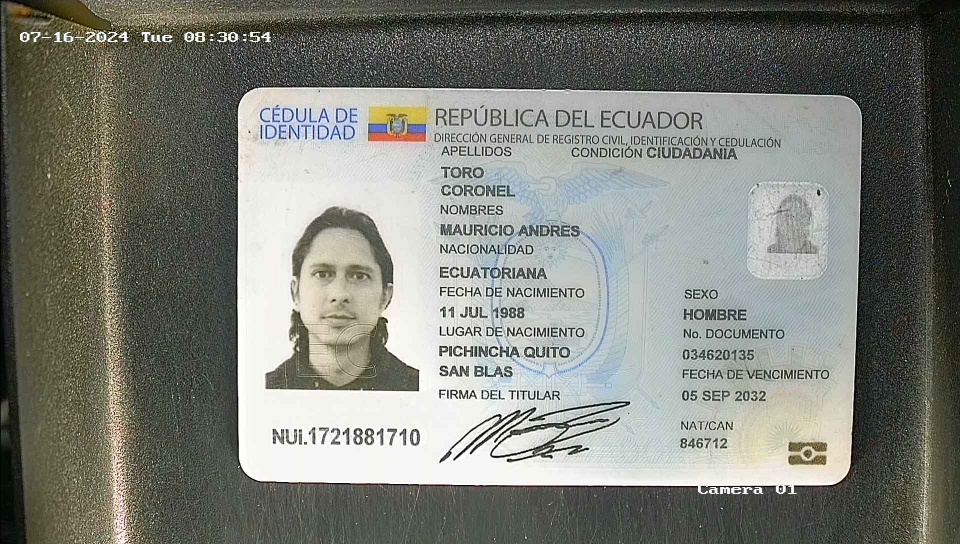 07-16-2024 Tue 08:30:54
CÉDULA DE
IDENTIDAD
REPÚBLICA DEL ECUADOR
DIRECCIÓN GENERAL DE REGISTRO CIVIL, IDENTIFICACIÓN Y CEDULACIÓN
APELLIDOS CONDICIÓN CIUDADANIA
TORO
CORONEL
NOMBRES
MAURICIO ANDRES
NACIONALIDAD
ECUATORIANA
FECHA DE NACIMIENTO
11 JUL 1988
LUGAR DE NACIMIENTO
PICHINCHA QUITO
SAN BLAS
FIRMA DEL TITULAR
SEXO
HOMBRE
No. DOCUMENTO
034620135
FECHA DE VENCIMIENTO
05 SEP 2032
NAT/CAN
846712
EC
NUI.1721881710
Camera 01